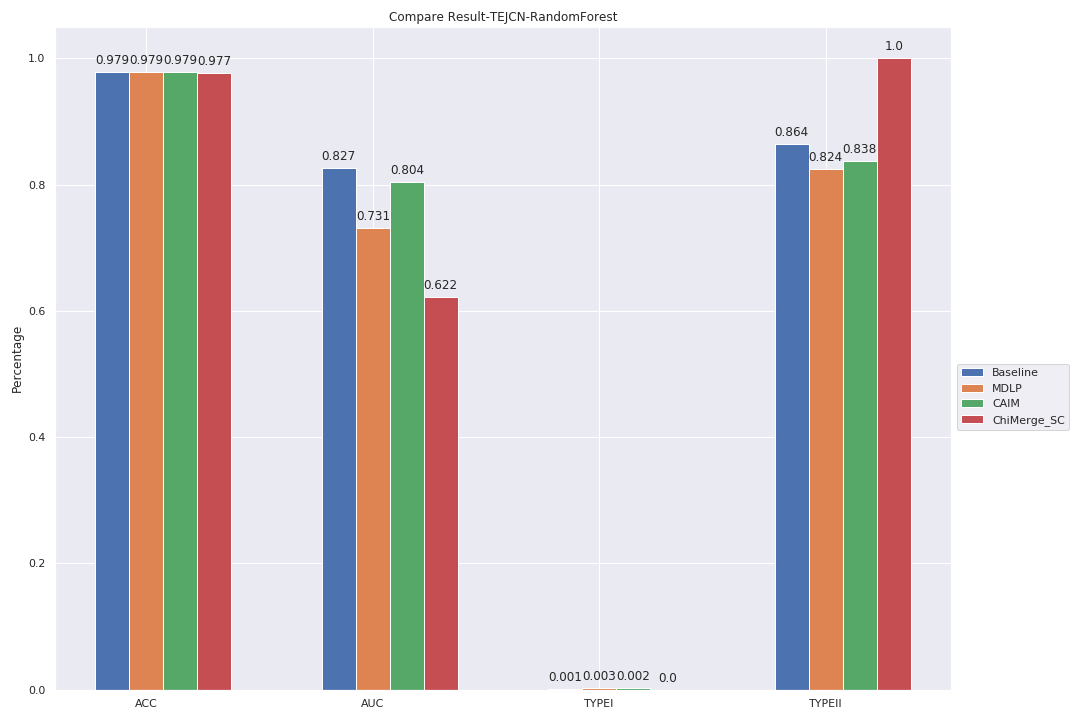 Compare Result-TEJCN-RandomForest
Percentage
1.0
0.8
0.6
0.4
0.2
0.0
0.979 0.979 0.979 0.977
0.827 0.731 0.804 0.622
0.001 0.003 0.002 0.0
0.864 0.824 0.838 1.0
ACC AUC TYPEI TYPEII
Baseline
MDLP
CAIM
ChiMerge_SC